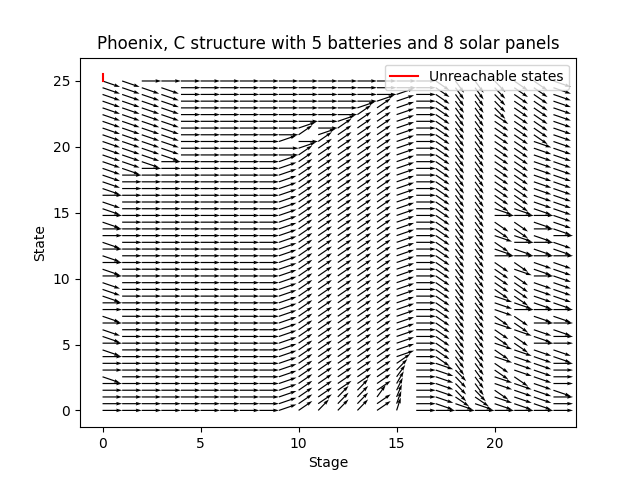 Phoenix, C structure with 5 batteries and 8 solar panels
Unreachable states
25
20
15
10
5
0
State
0 5 10 15 20
Stage